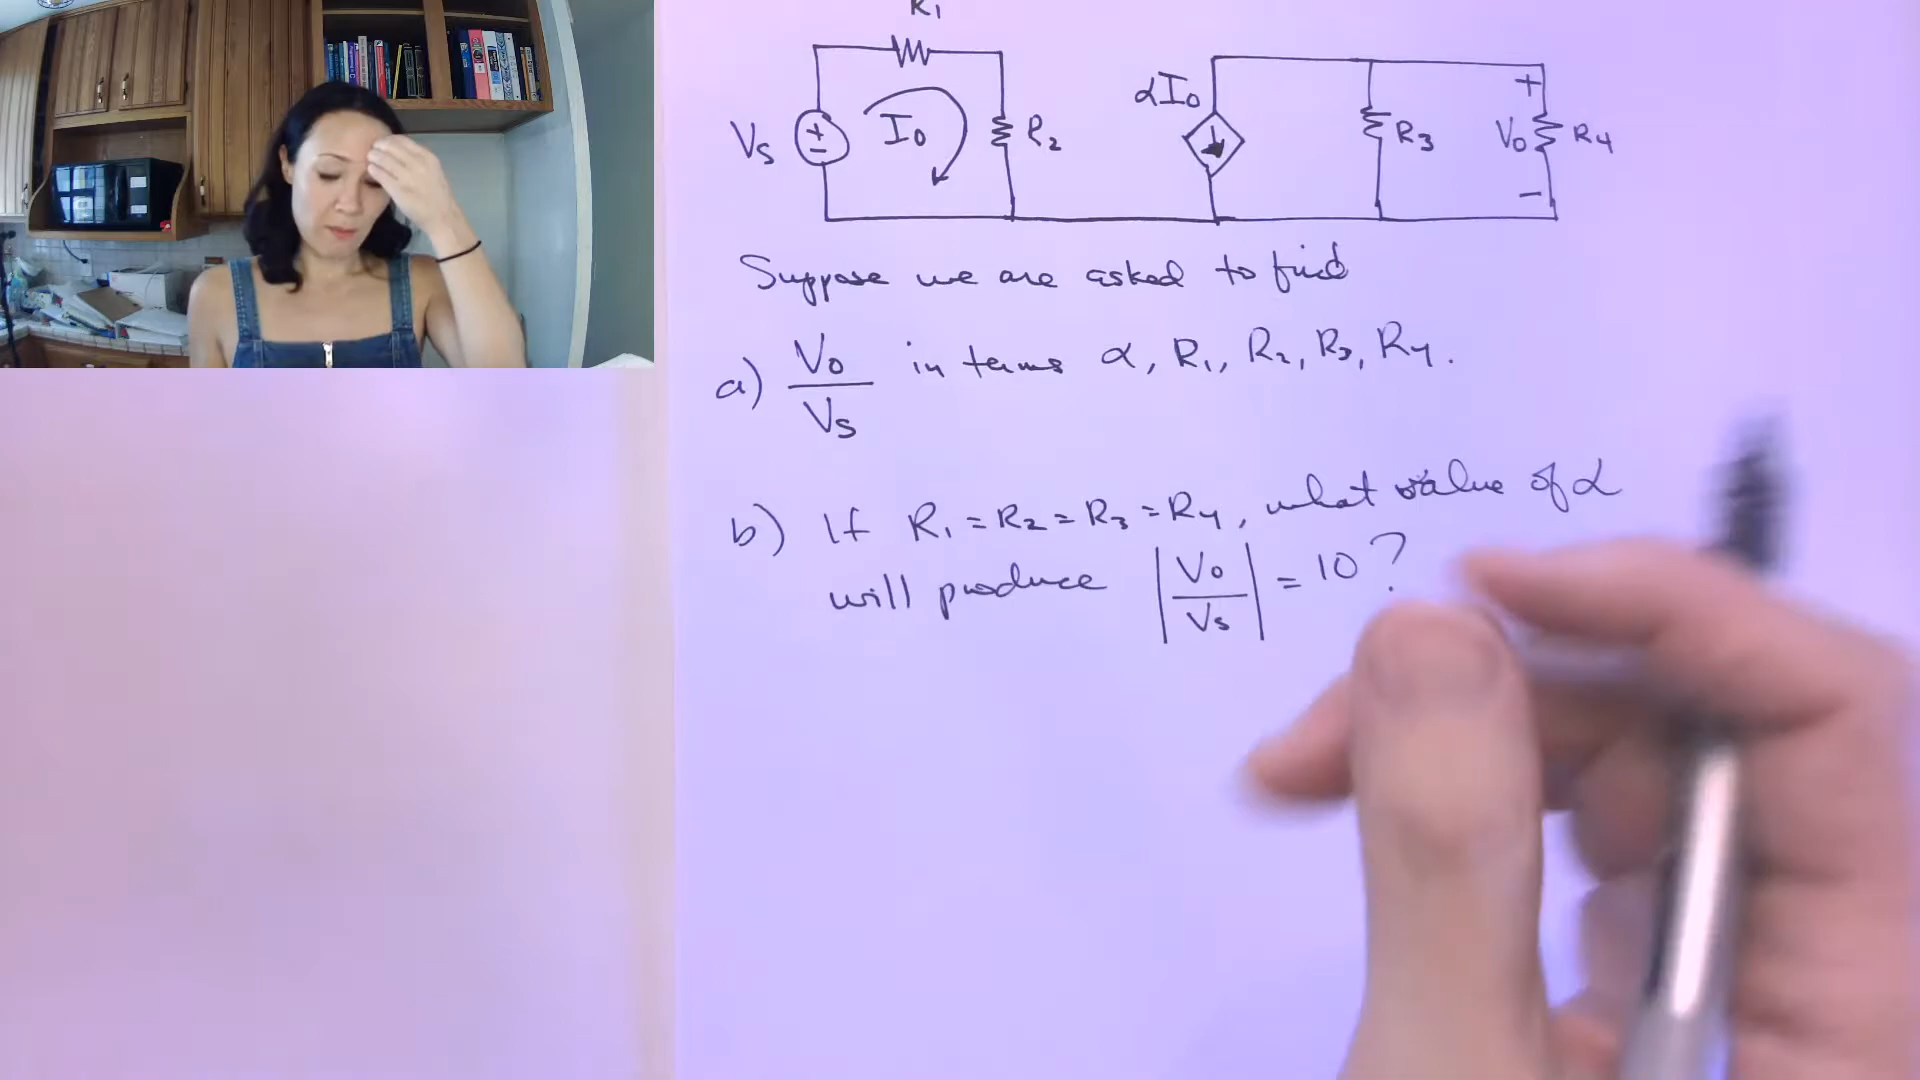 R1
Vs
+
−
I0
R2
αI0
R3
+
V0
−
R4
Suppose we are asked to find
a) V0/Vs in terms α, R1, R2, R3, R4.
b) If R1 = R2 = R3 = R4, what value of α
will produce |V0/Vs| = 10?